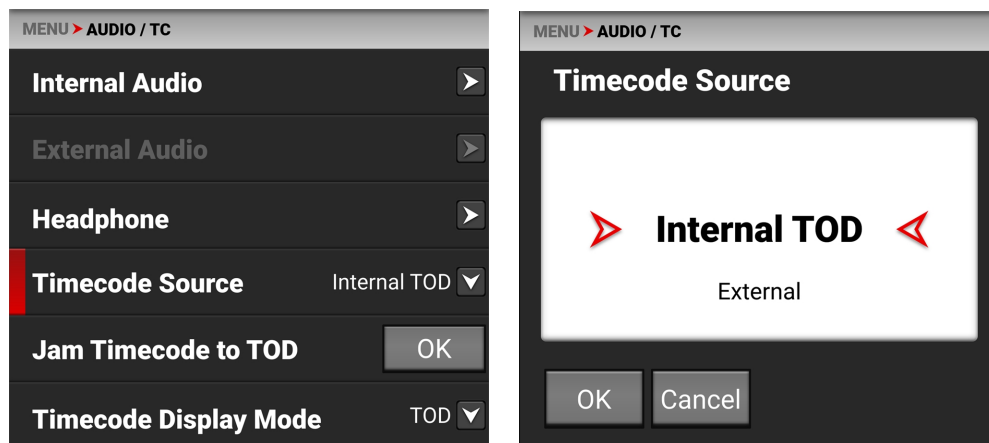 MENU > AUDIO / TC
Internal Audio
External Audio
Headphone
Timecode Source Internal TOD
Jam Timecode to TOD OK
Timecode Display Mode TOD
MENU > AUDIO / TC
Timecode Source
Internal TOD
External
OK Cancel